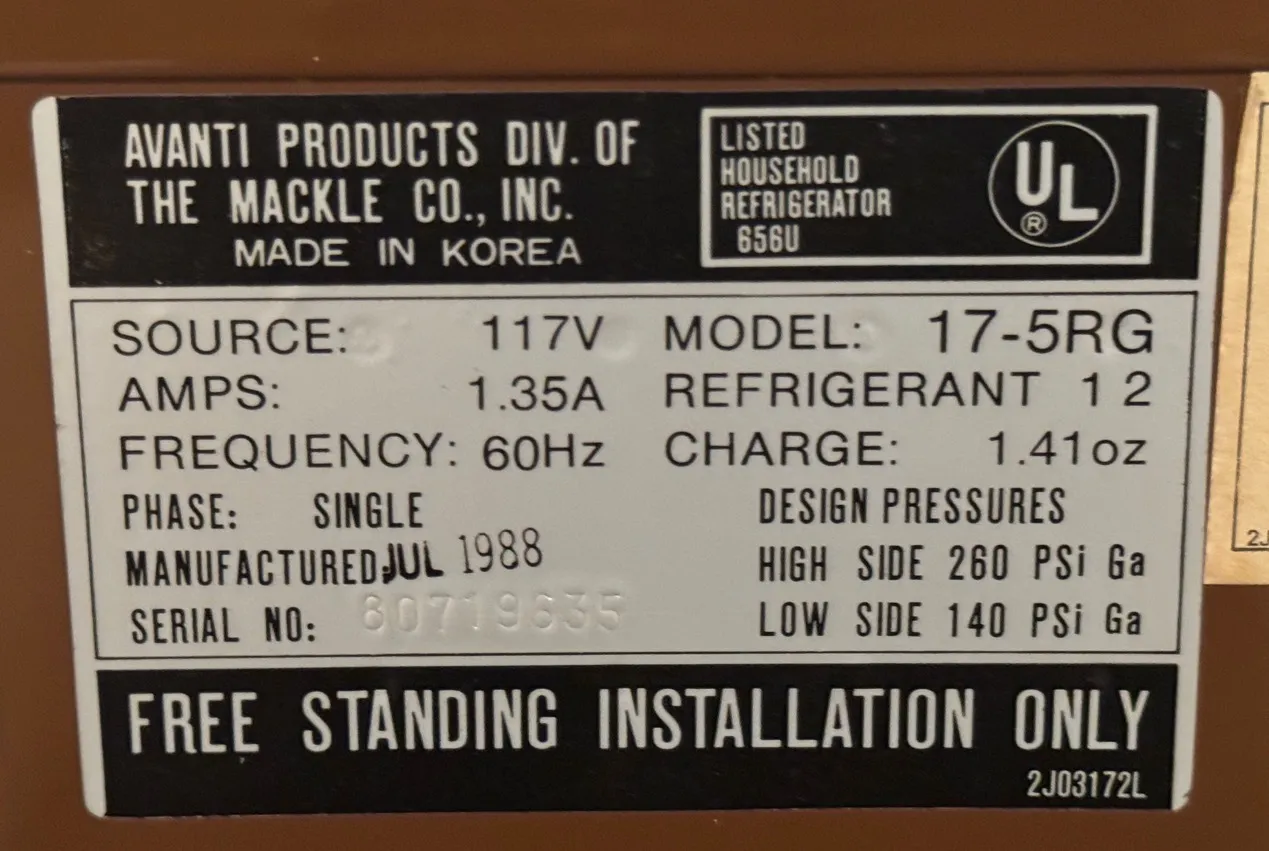 AVANTI PRODUCTS DIV. OF
THE MACKLE CO., INC.
MADE IN KOREA
LISTED
HOUSEHOLD
REFRIGERATOR
656U
UL
®
SOURCE: 117V
AMPS: 1.35A
FREQUENCY: 60Hz
PHASE: SINGLE
MANUFACTURED JUL 1988
SERIAL NO: 80719635
MODEL: 17-5RG
REFRIGERANT 12
CHARGE: 1.41oz
DESIGN PRESSURES
HIGH SIDE 260 PSi Ga
LOW SIDE 140 PSi Ga
FREE STANDING INSTALLATION ONLY
2J03172L